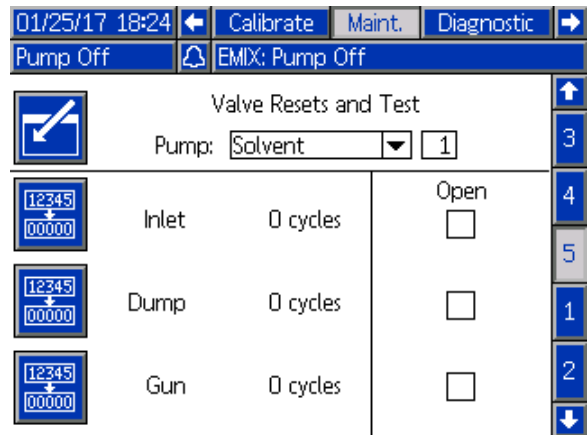 01/25/17 18:24 Calibrate Maint. Diagnostic
Pump Off EMIX: Pump Off
Valve Resets and Test
Pump: Solvent 1
3
12345
00000
Inlet 0 cycles
Open
4
5
12345
00000
Dump 0 cycles
1
12345
00000
Gun 0 cycles
2